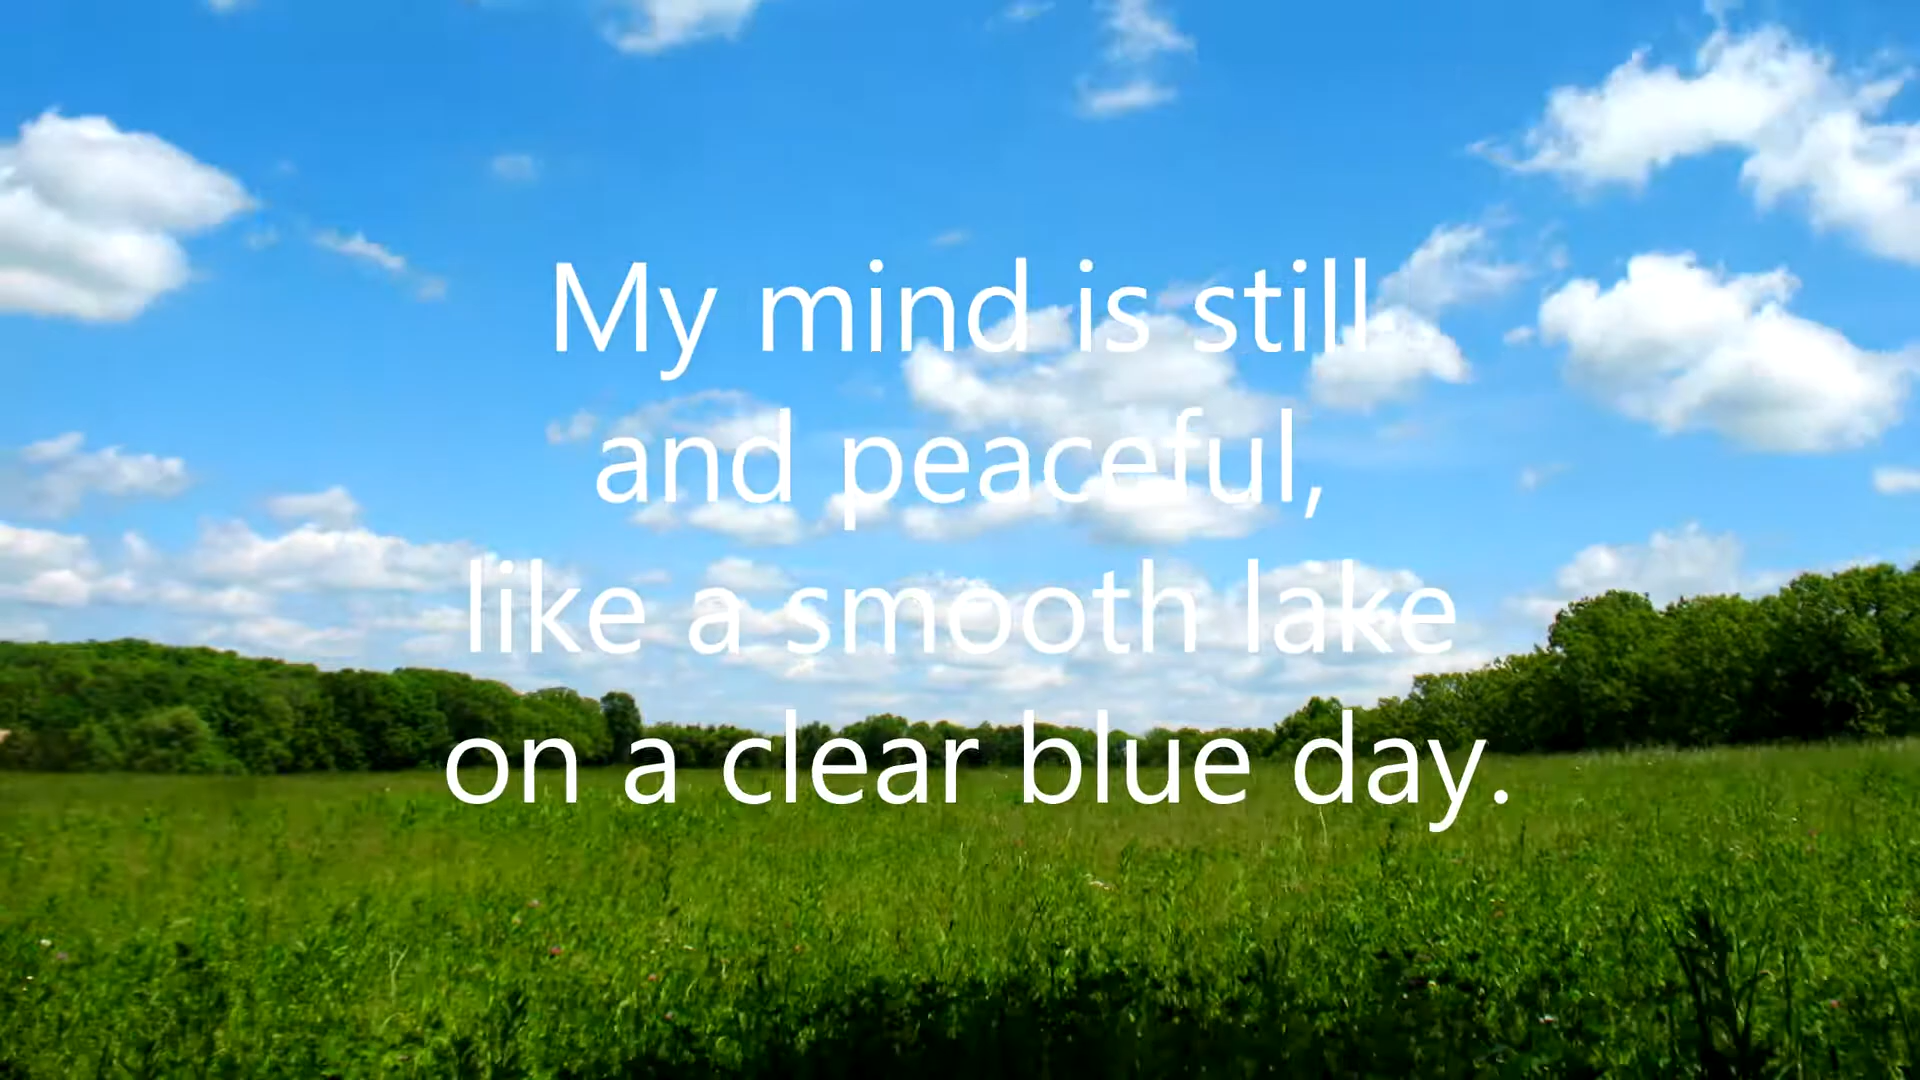 My mind is still
and peaceful,
like a smooth lake
on a clear blue day.